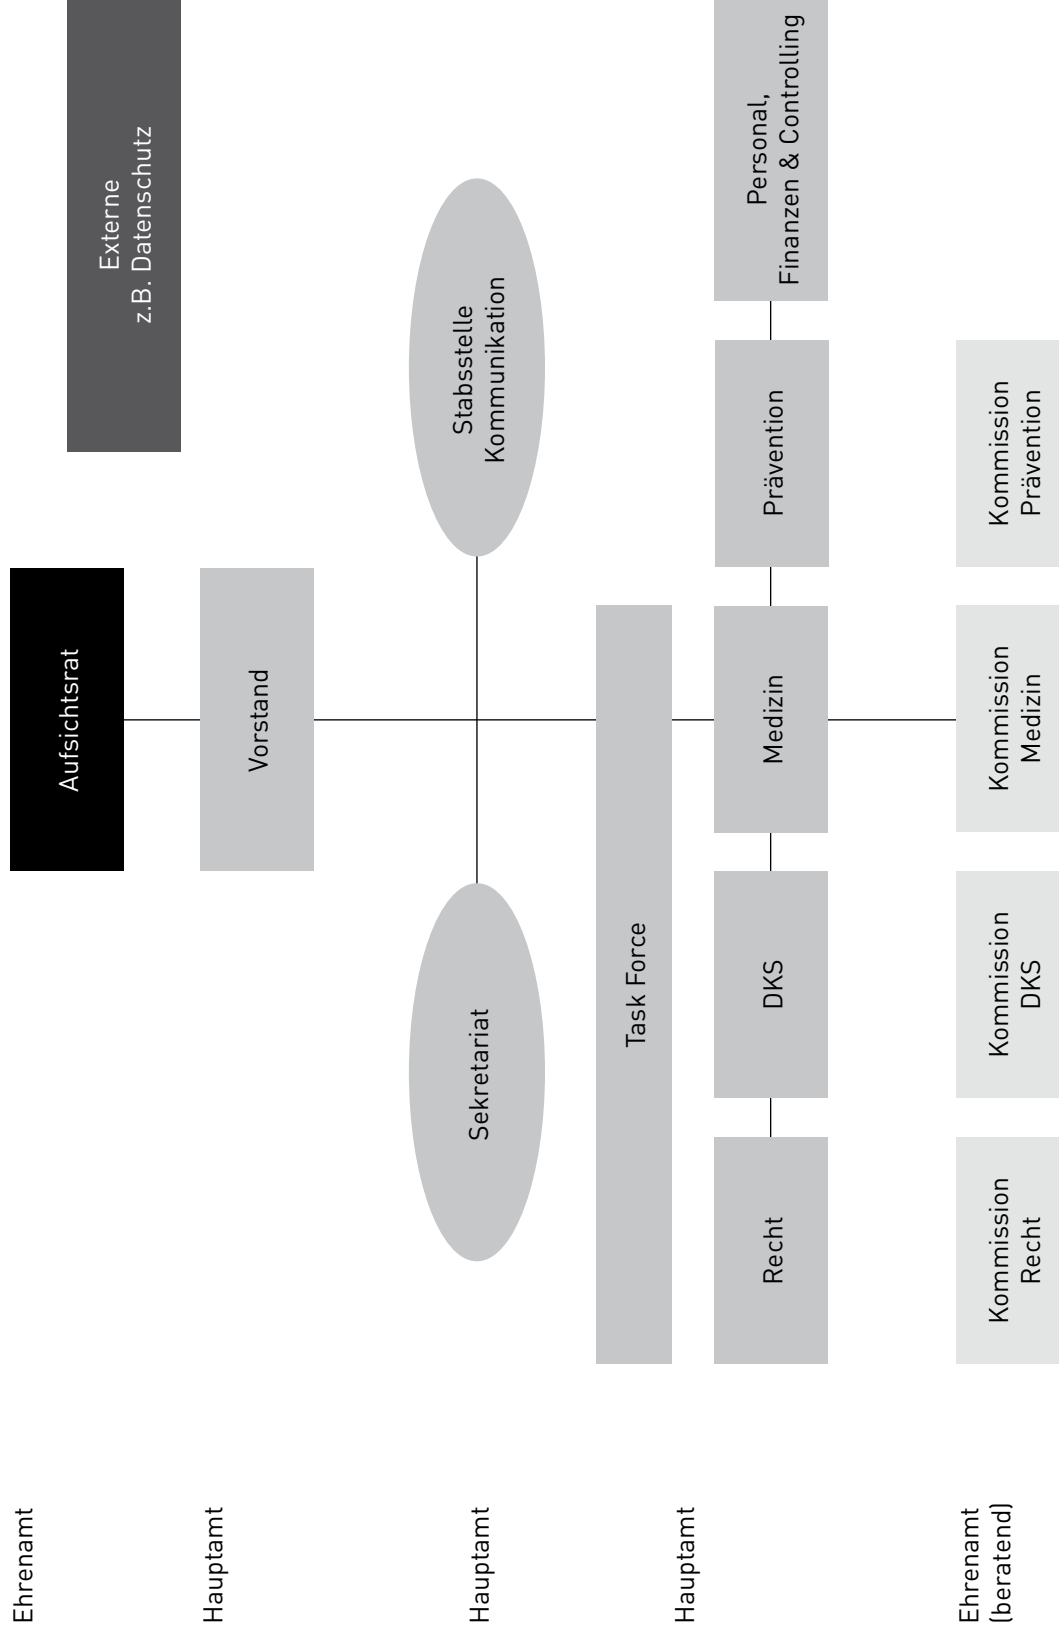 Ehrenamt
Aufsichtsrat
Externe
z.B. Datenschutz
Hauptamt
Vorstand
Hauptamt
Sekretariat
Stabsstelle
Kommunikation
Hauptamt
Task Force
Recht
DKS
Medizin
Prävention
Personal,
Finanzen & Controlling
Ehrenamt
(beratend)
Kommission
Recht
Kommission
DKS
Kommission
Medizin
Kommission
Prävention